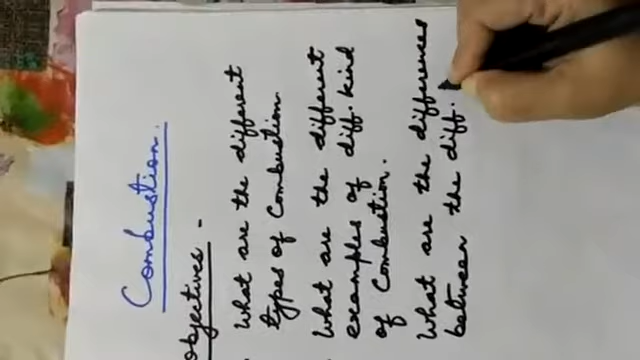 Combustion.
Objectives -
What are the different
types of Combustion.
What are the different
examples of diff. kind
of Combustion.
What are the differences
between the diff.